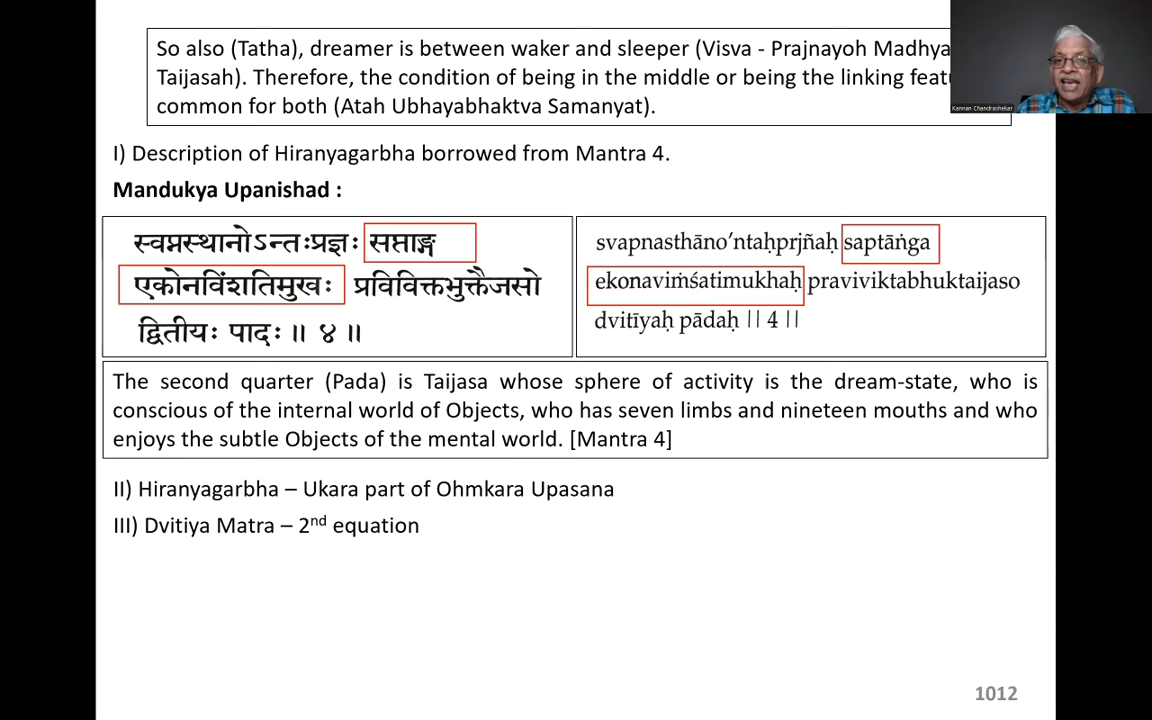 So also (Tatha), dreamer is between waker and sleeper (Visva - Prajnayoh Madhya
Taijasah). Therefore, the condition of being in the middle or being the linking
common for both (Atah Ubhayabhaktva Samanyat).
Kannan Chandrashekar
I) Description of Hiranyagarbha borrowed from Mantra 4.
Mandukya Upanishad :
स्वप्नस्थानोऽन्तःप्रज्ञः सप्ताङ्ग
एकोनविंशतिमुखः प्रविविक्तभुक्तैजसो
द्वितीयः पादः ॥ ४ ॥
svapnasthāno’ntaḥprjñaḥ saptāṅga
ekonaviṁśatimukhaḥ praviviktabhuktaijaso
dvitīyaḥ pādaḥ || 4 ||
The second quarter (Pada) is Taijasa whose sphere of activity is the dream-state, who is
conscious of the internal world of Objects, who has seven limbs and nineteen mouths and who
enjoys the subtle Objects of the mental world. [Mantra 4]
II) Hiranyagarbha – Ukara part of Ohmkara Upasana
III) Dvitiya Matra – 2nd equation
1012